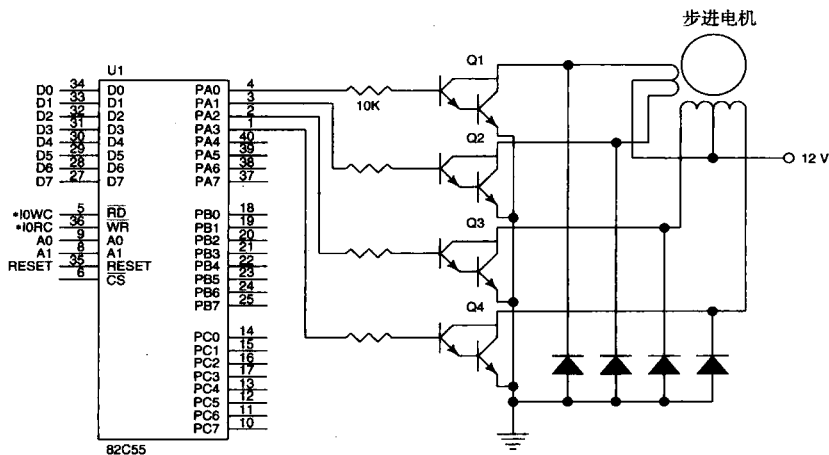 步进电机
U1
D0 34 D0 PA0 4
D1 33 D1 PA1 3
D2 32 D2 PA2 2
D3 31 D3 PA3 1
D4 30 D4 PA4 40
D5 29 D5 PA5 39
D6 28 D6 PA6 38
D7 27 D7 PA7 37
*I0WC 5 RD PB0 18
*I0RC 36 WR PB1 19
A0 9 A0 PB2 20
A1 8 A1 PB3 21
RESET 35 RESET PB4 22
6 CS PB5 23
PB6 24
PB7 25
PC0 14
PC1 15
PC2 16
PC3 17
PC4 13
PC5 12
PC6 11
PC7 10
82C55
10K
Q1
Q2
Q3
Q4
12 V